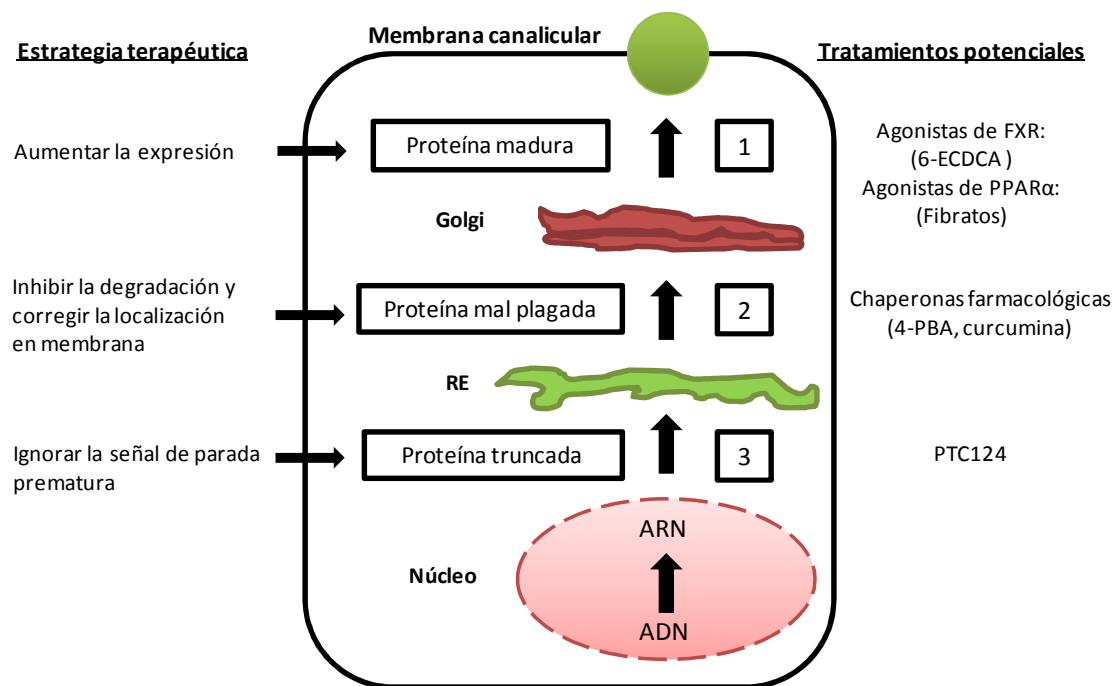 Estrategia terapéutica
Membrana canalicular
Tratamientos potenciales
Aumentar la expresión
Proteína madura
1
Agonistas de FXR:
(6-ECDCA )
Agonistas de PPARα:
(Fibratos)
Golgi
Inhibir la degradación y
corregir la localización
en membrana
Proteína mal plagada
2
Chaperonas farmacológicas
(4-PBA, curcumina)
RE
Ignorar la señal de parada
prematura
Proteína truncada
3
PTC124
ARN
Núcleo
ADN